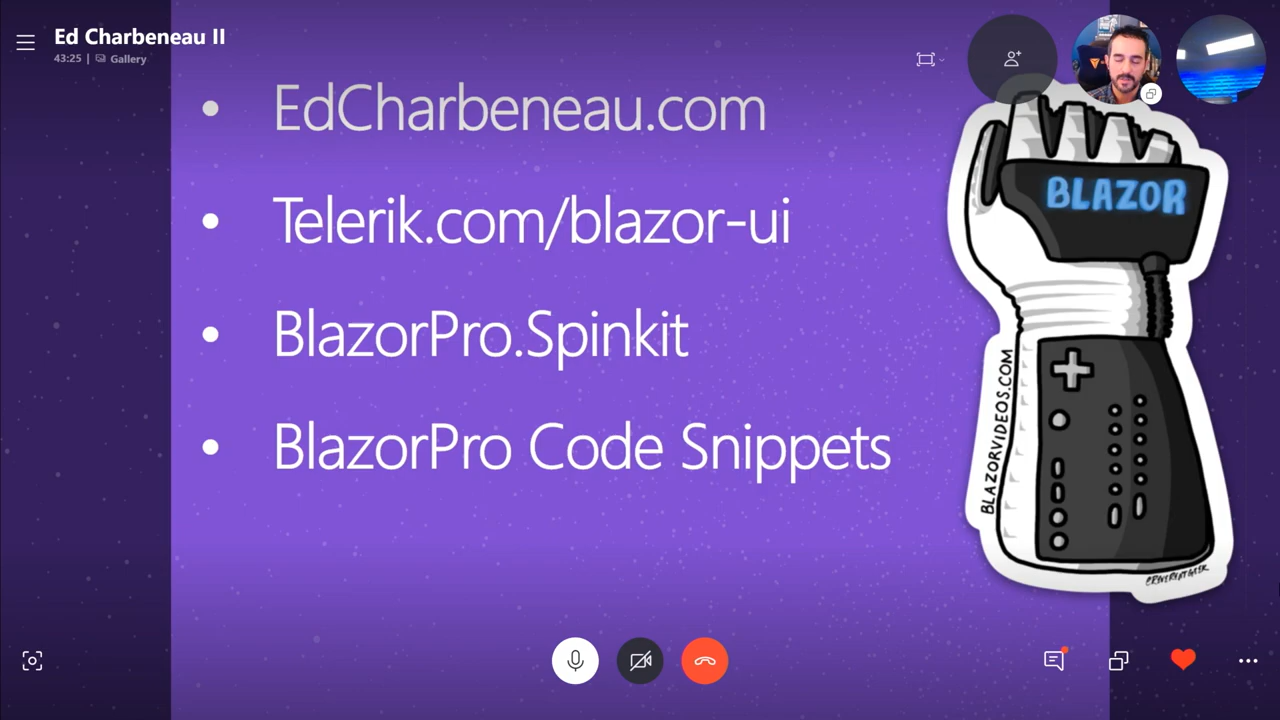 Ed Charbeneau II
43:25 | Gallery
EdCharbeneau.com
Telerik.com/blazor-ui
BlazorPro.Spinkit
BlazorPro Code Snippets
BLAZOR
BLAZORVIDEOS.COM